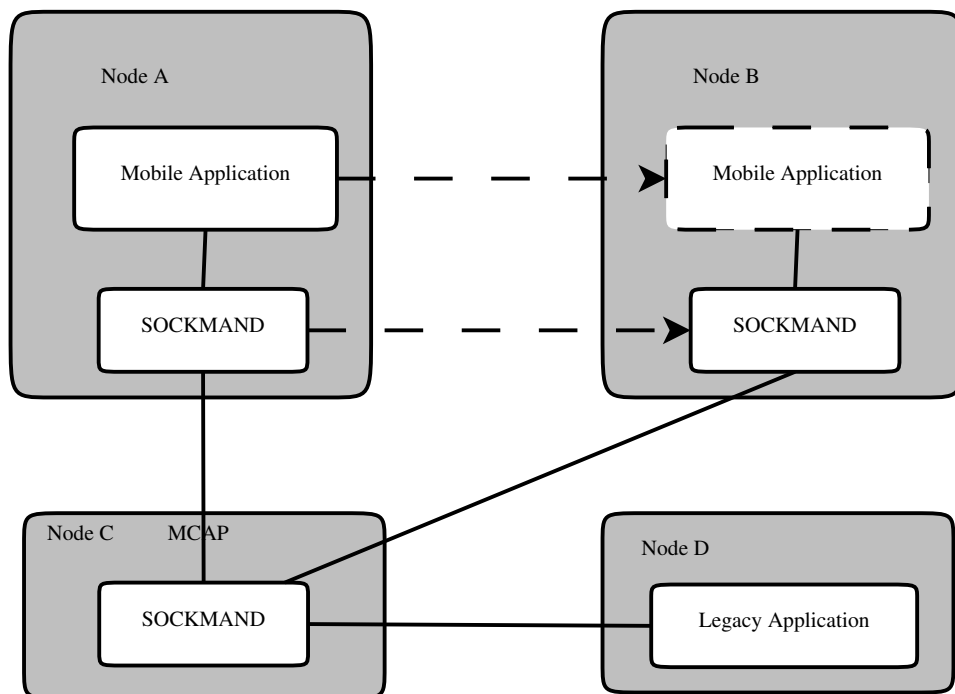 Node A
Node B
Mobile Application
Mobile Application
SOCKMAND
SOCKMAND
Node C
MCAP
Node D
SOCKMAND
Legacy Application